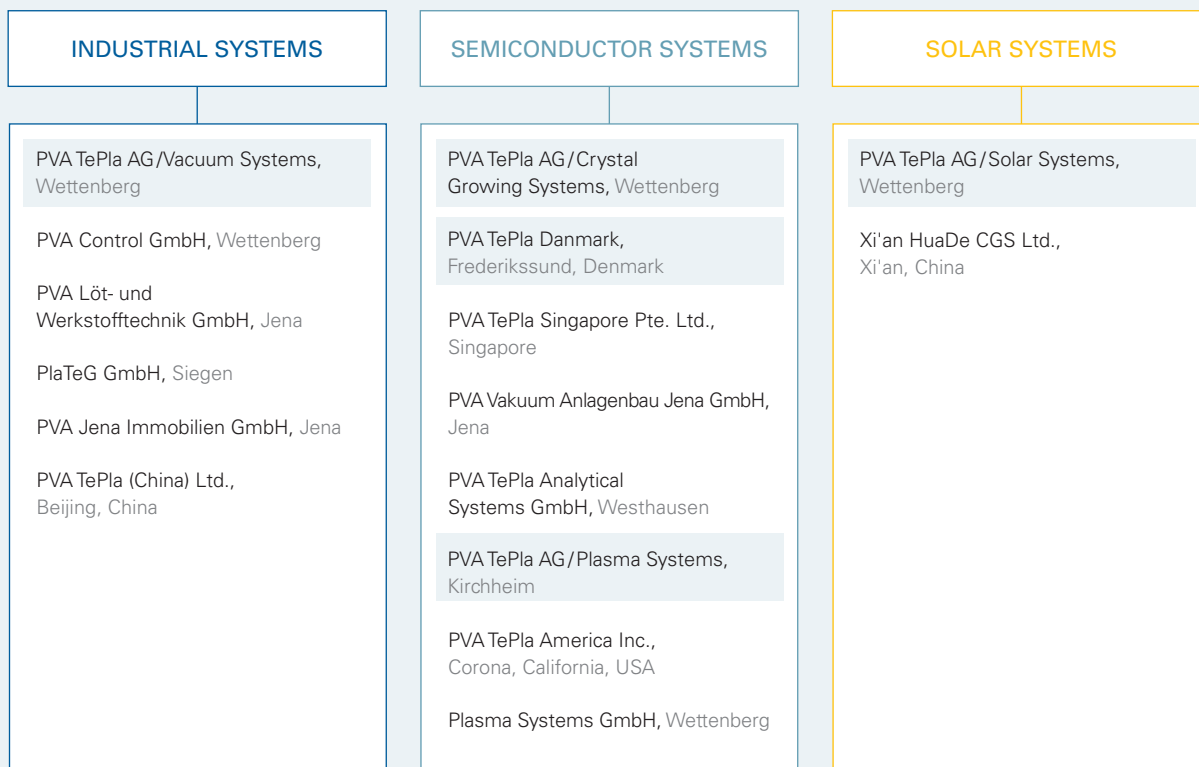 INDUSTRIAL SYSTEMS
PVA TePla AG/Vacuum Systems,
Wettenberg
PVA Control GmbH, Wettenberg
PVA Löt- und
Werkstofftechnik GmbH, Jena
PlaTeG GmbH, Siegen
PVA Jena Immobilien GmbH, Jena
PVA TePla (China) Ltd.,
Beijing, China
SEMICONDUCTOR SYSTEMS
PVA TePla AG/Crystal
Growing Systems, Wettenberg
PVA TePla Danmark,
Frederikssund, Denmark
PVA TePla Singapore Pte. Ltd.,
Singapore
PVA Vakuum Anlagenbau Jena GmbH,
Jena
PVA TePla Analytical
Systems GmbH, Westhausen
PVA TePla AG/Plasma Systems,
Kirchheim
PVA TePla America Inc.,
Corona, California, USA
Plasma Systems GmbH, Wettenberg
SOLAR SYSTEMS
PVA TePla AG/Solar Systems,
Wettenberg
Xi'an HuaDe CGS Ltd.,
Xi'an, China